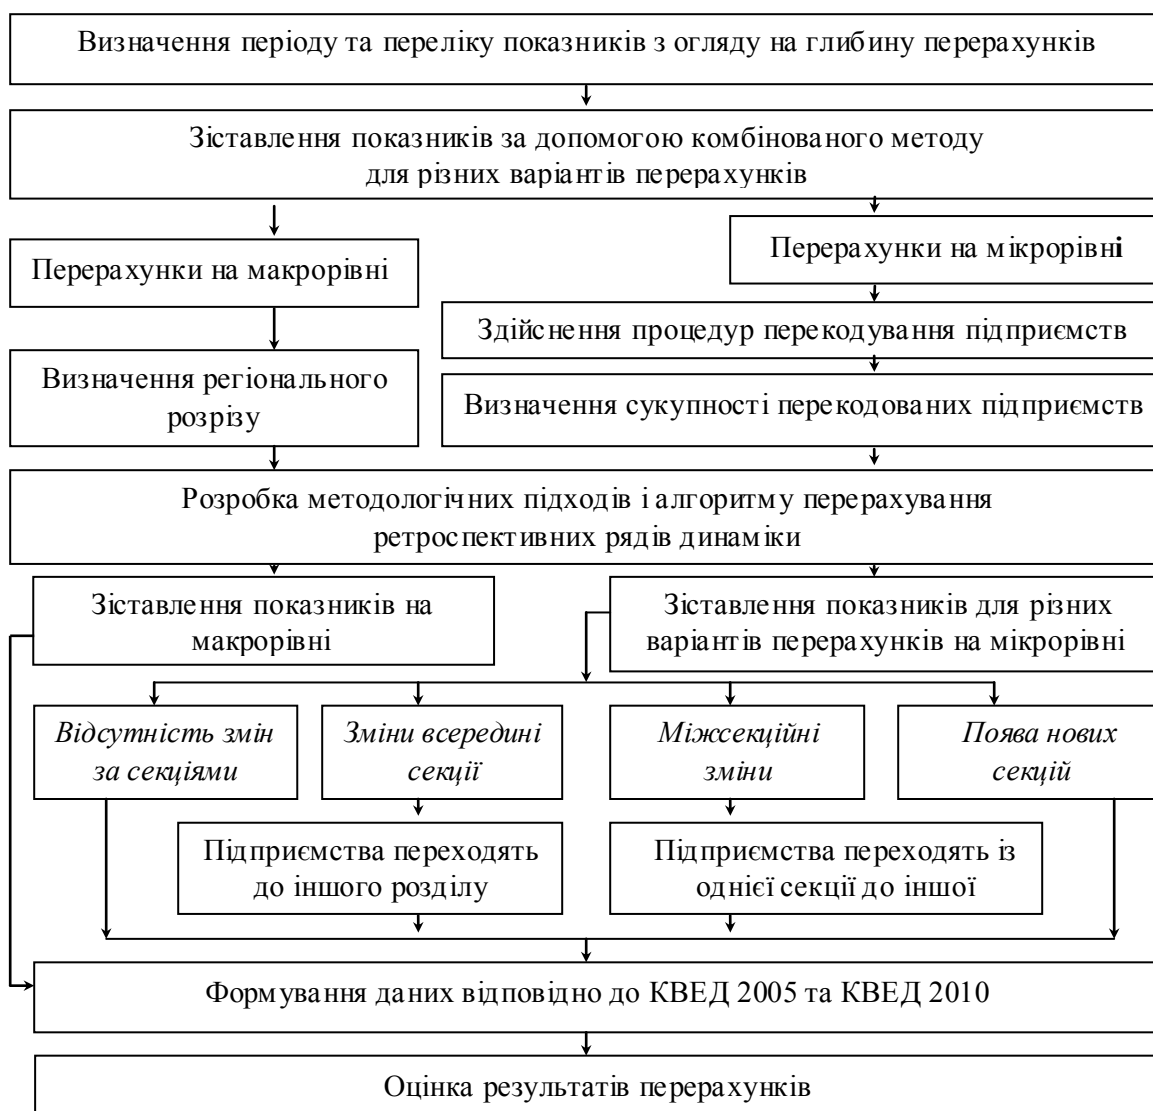 Визначення періоду та переліку показників з огляду на глибину перерахунків
Зіставлення показників за допомогою комбінованого методу
для різних варіантів перерахунків
Перерахунки на макрорівні
Перерахунки на мікрорівні
Здійснення процедур перекодування підприємств
Визначення регіонального
розрізу
Визначення сукупності перекодованих підприємств
Розробка методологічних підходів і алгоритму перерахування
ретроспективних рядів динаміки
Зіставлення показників на
макрорівні
Зіставлення показників для різних
варіантів перерахунків на мікрорівні
Відсутність змін
за секціями
Зміни всередині
секції
Міжсекційні
зміни
Поява нових
секцій
Підприємства переходять
до іншого розділу
Підприємства переходять із
однієї секції до іншої
Формування даних відповідно до КВЕД 2005 та КВЕД 2010
Оцінка результатів перерахунків